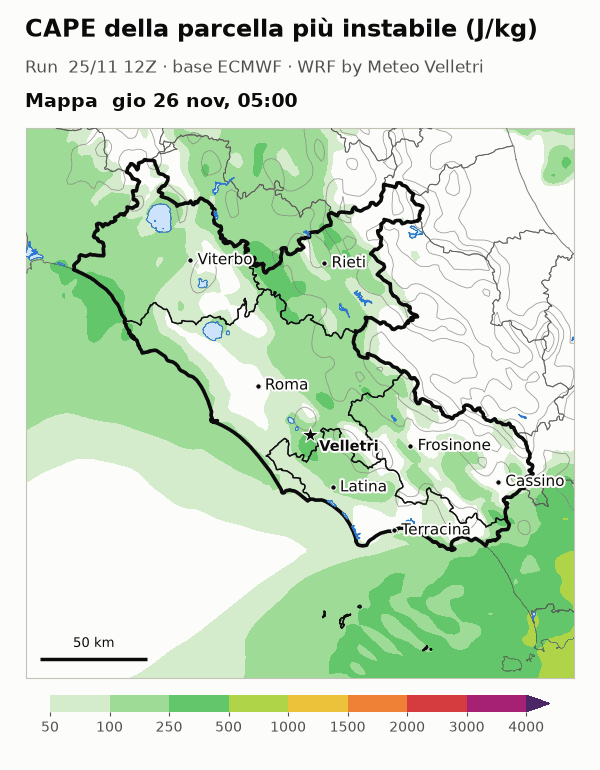 CAPE della parcella più instabile (J/kg)
Run  25/11 12Z · base ECMWF · WRF by Meteo Velletri
Mappa  gio 26 nov, 05:00
Viterbo
Rieti
Roma
Velletri
Frosinone
Cassino
Latina
Terracina
50 km
50 100 250 500 1000 1500 2000 3000 4000